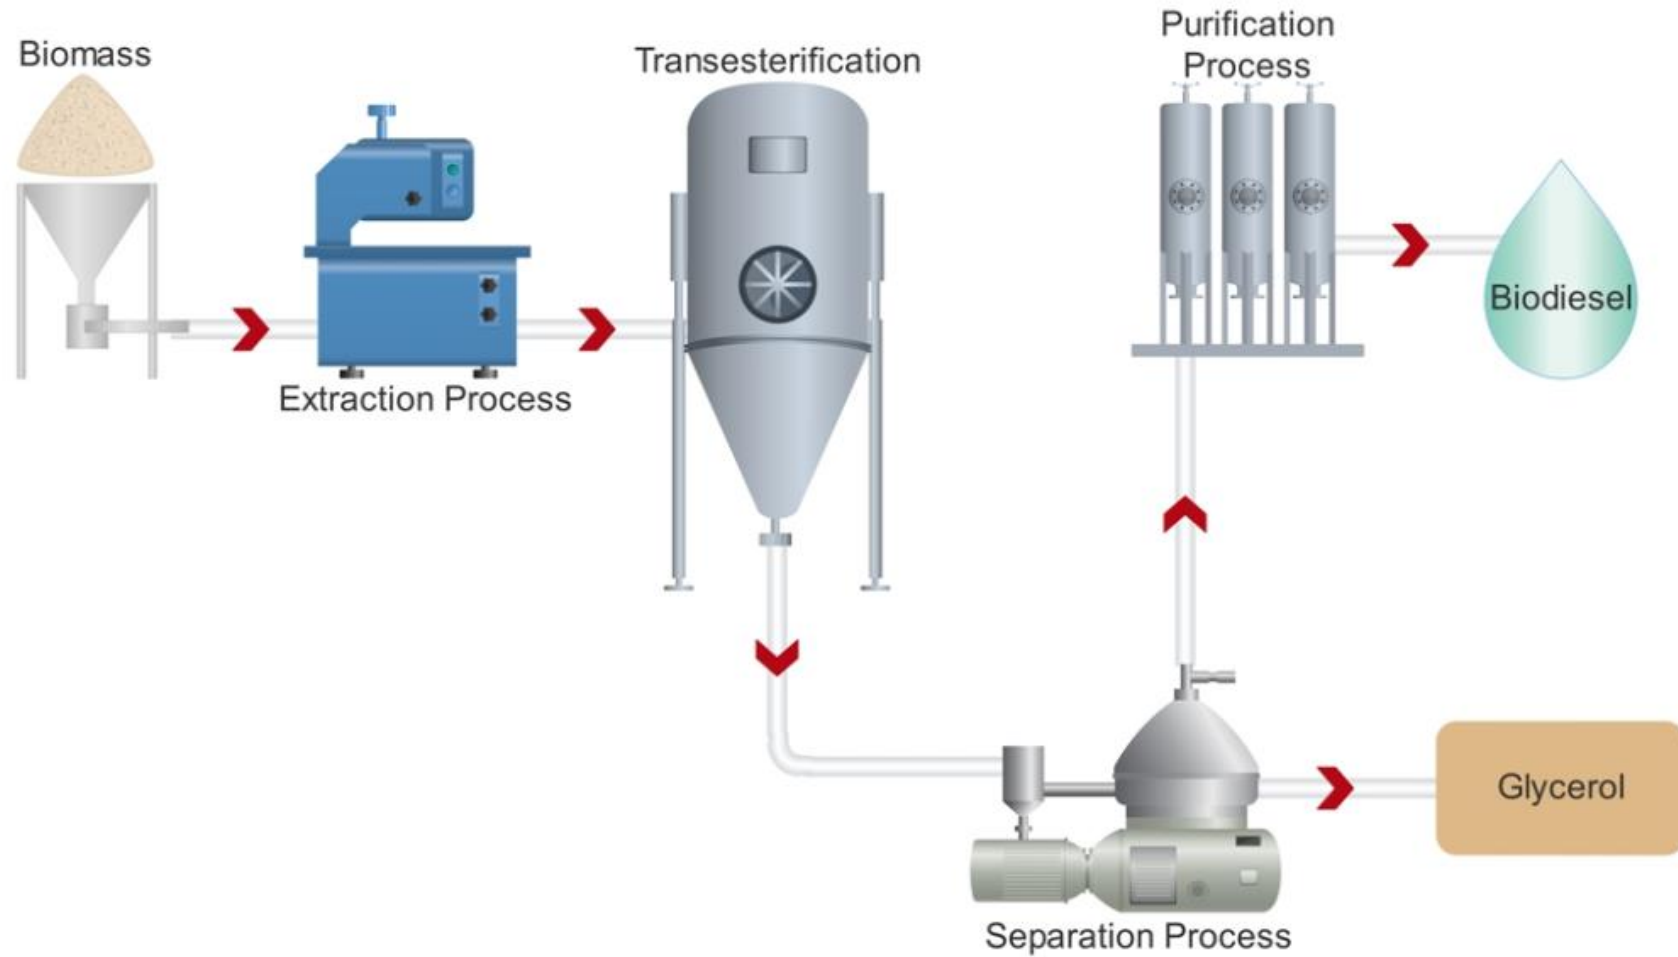 Biomass
Extraction Process
Transesterification
Separation Process
Glycerol
Purification
Process
Biodiesel